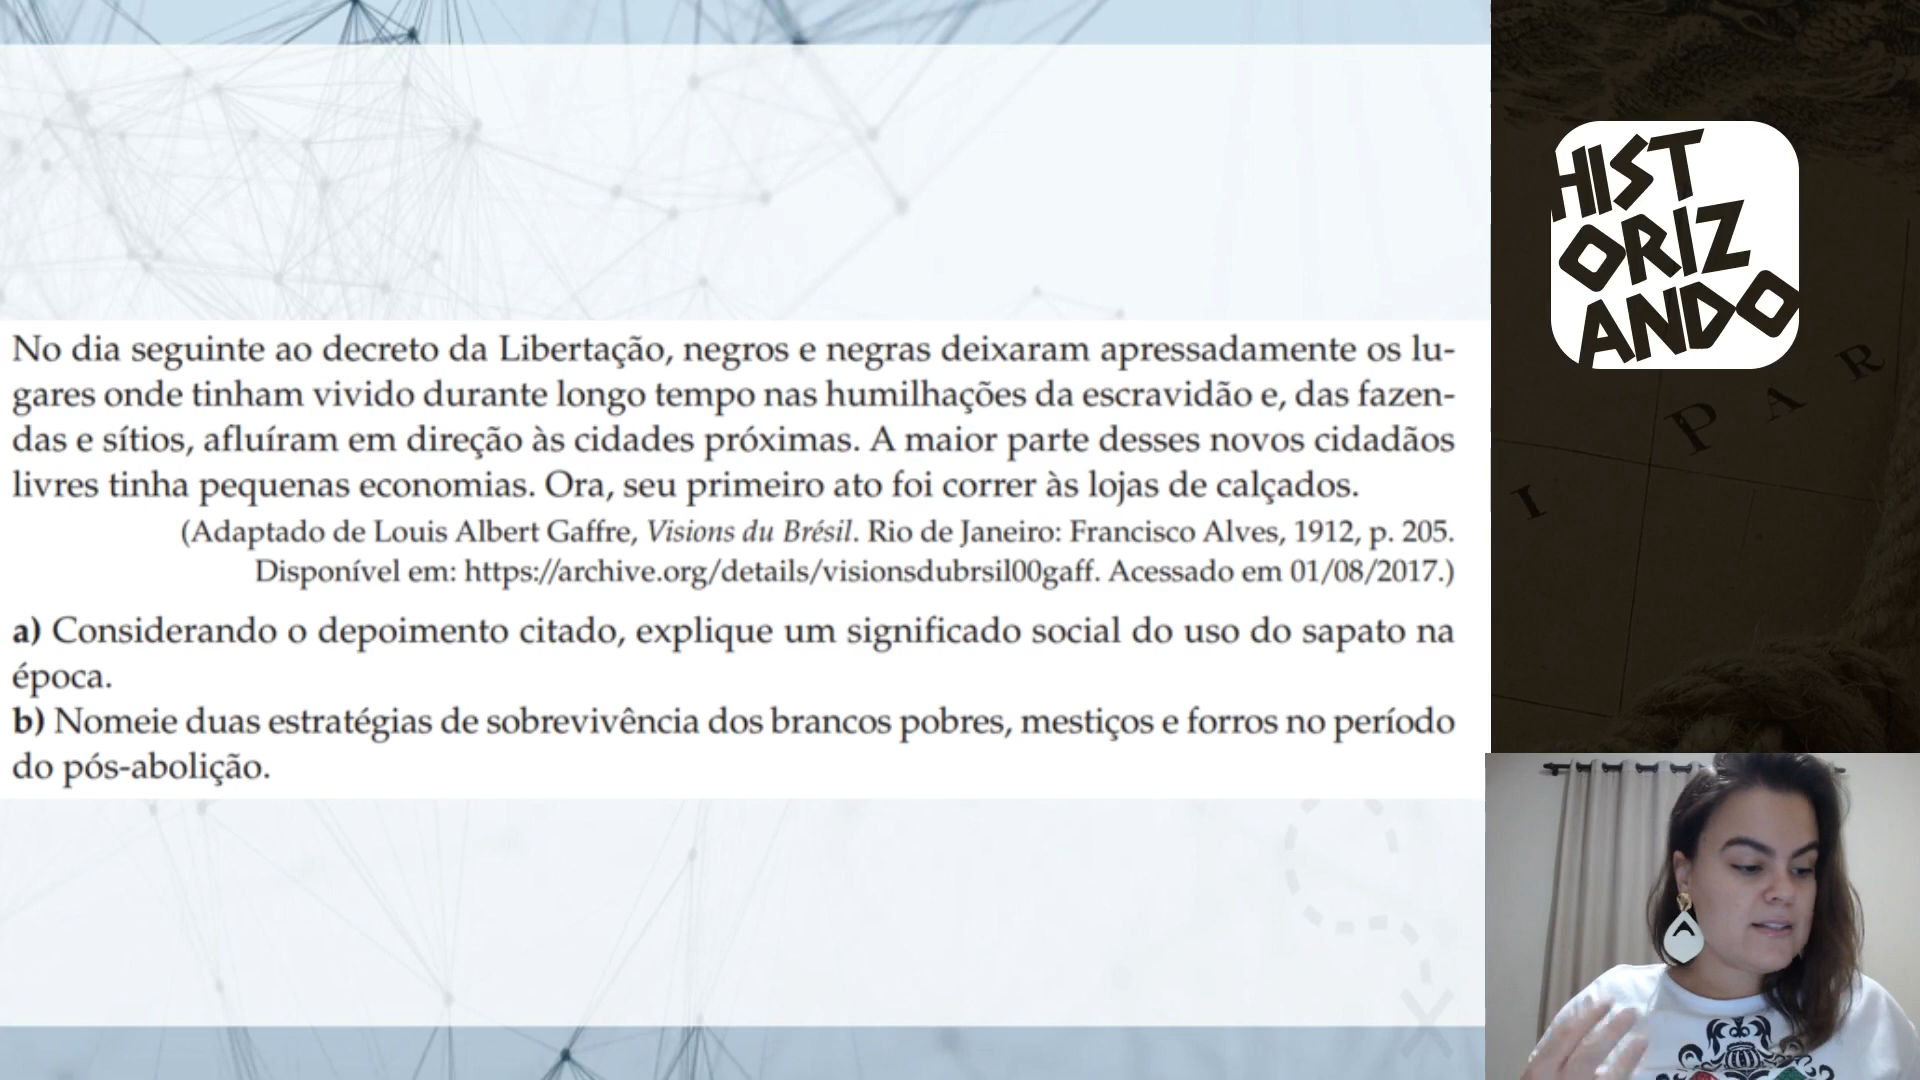 No dia seguinte ao decreto da Libertação, negros e negras deixaram apressadamente os lu-
gares onde tinham vivido durante longo tempo nas humilhações da escravidão e, das fazen-
das e sítios, afluíram em direção às cidades próximas. A maior parte desses novos cidadãos
livres tinha pequenas economias. Ora, seu primeiro ato foi correr às lojas de calçados.
(Adaptado de Louis Albert Gaffre, Visions du Brésil. Rio de Janeiro: Francisco Alves, 1912, p. 205.
Disponível em: https://archive.org/details/visionsdubrsil00gaff. Acessado em 01/08/2017.)
a) Considerando o depoimento citado, explique um significado social do uso do sapato na
época.
b) Nomeie duas estratégias de sobrevivência dos brancos pobres, mestiços e forros no período
do pós-abolição.
HIST
ORIZ
ANDO
I P A R